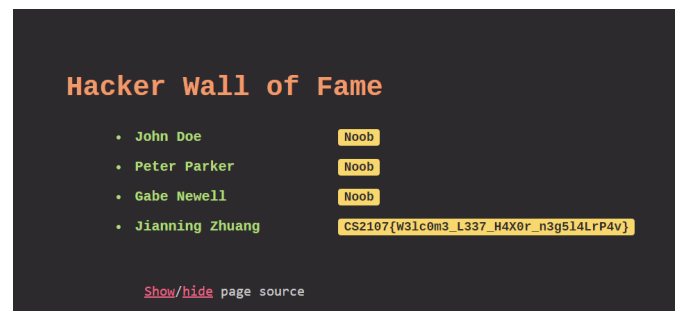 Hacker Wall of Fame
• John Doe Noob
• Peter Parker Noob
• Gabe Newell Noob
• Jianning Zhuang CS2107{W3lc0m3_L337_H4X0r_n3g5l4LrP4v}
Show/hide page source